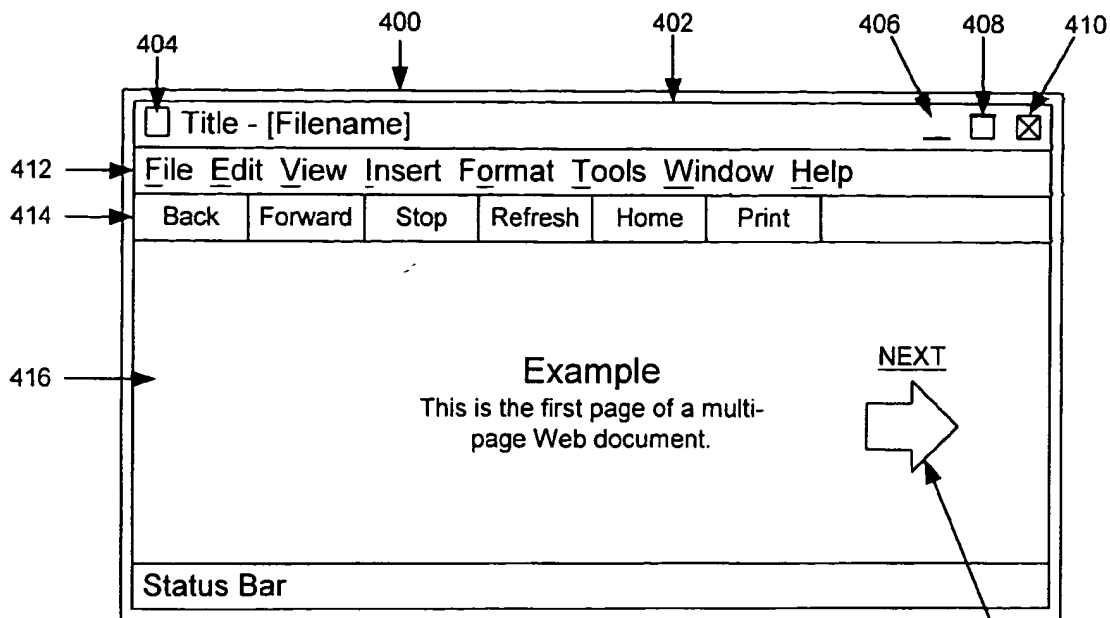 400
402
406
408
410
404
Title - [Filename]
412
File Edit View Insert Format Tools Window Help
414
Back Forward Stop Refresh Home Print
416
Example
NEXT
This is the first page of a multi-
page Web document.
Status Bar